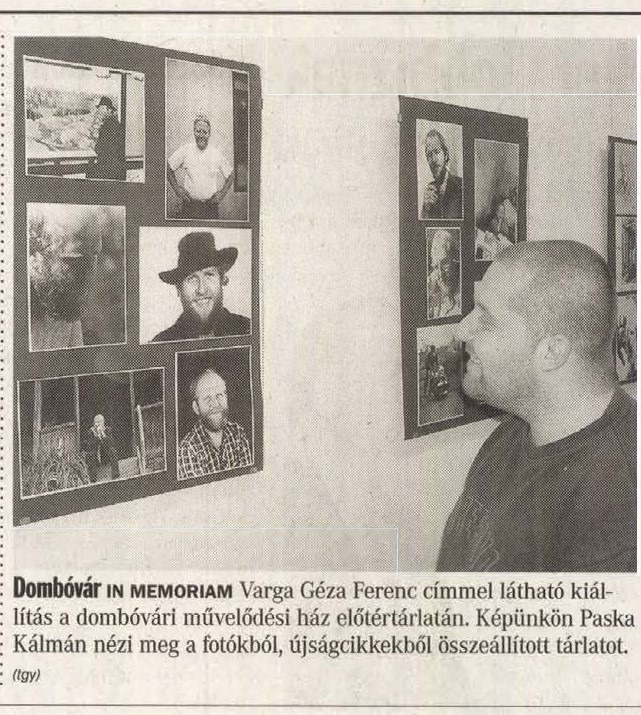 Dombóvár IN MEMORIAM Varga Géza Ferenc címmel látható kiál-
lítás a dombóvári művelődési ház előtértárlatán. Képünkön Paska
Kálmán nézi meg a fotókból, újságcikkekből összeállított tárlatot.
(Igy)